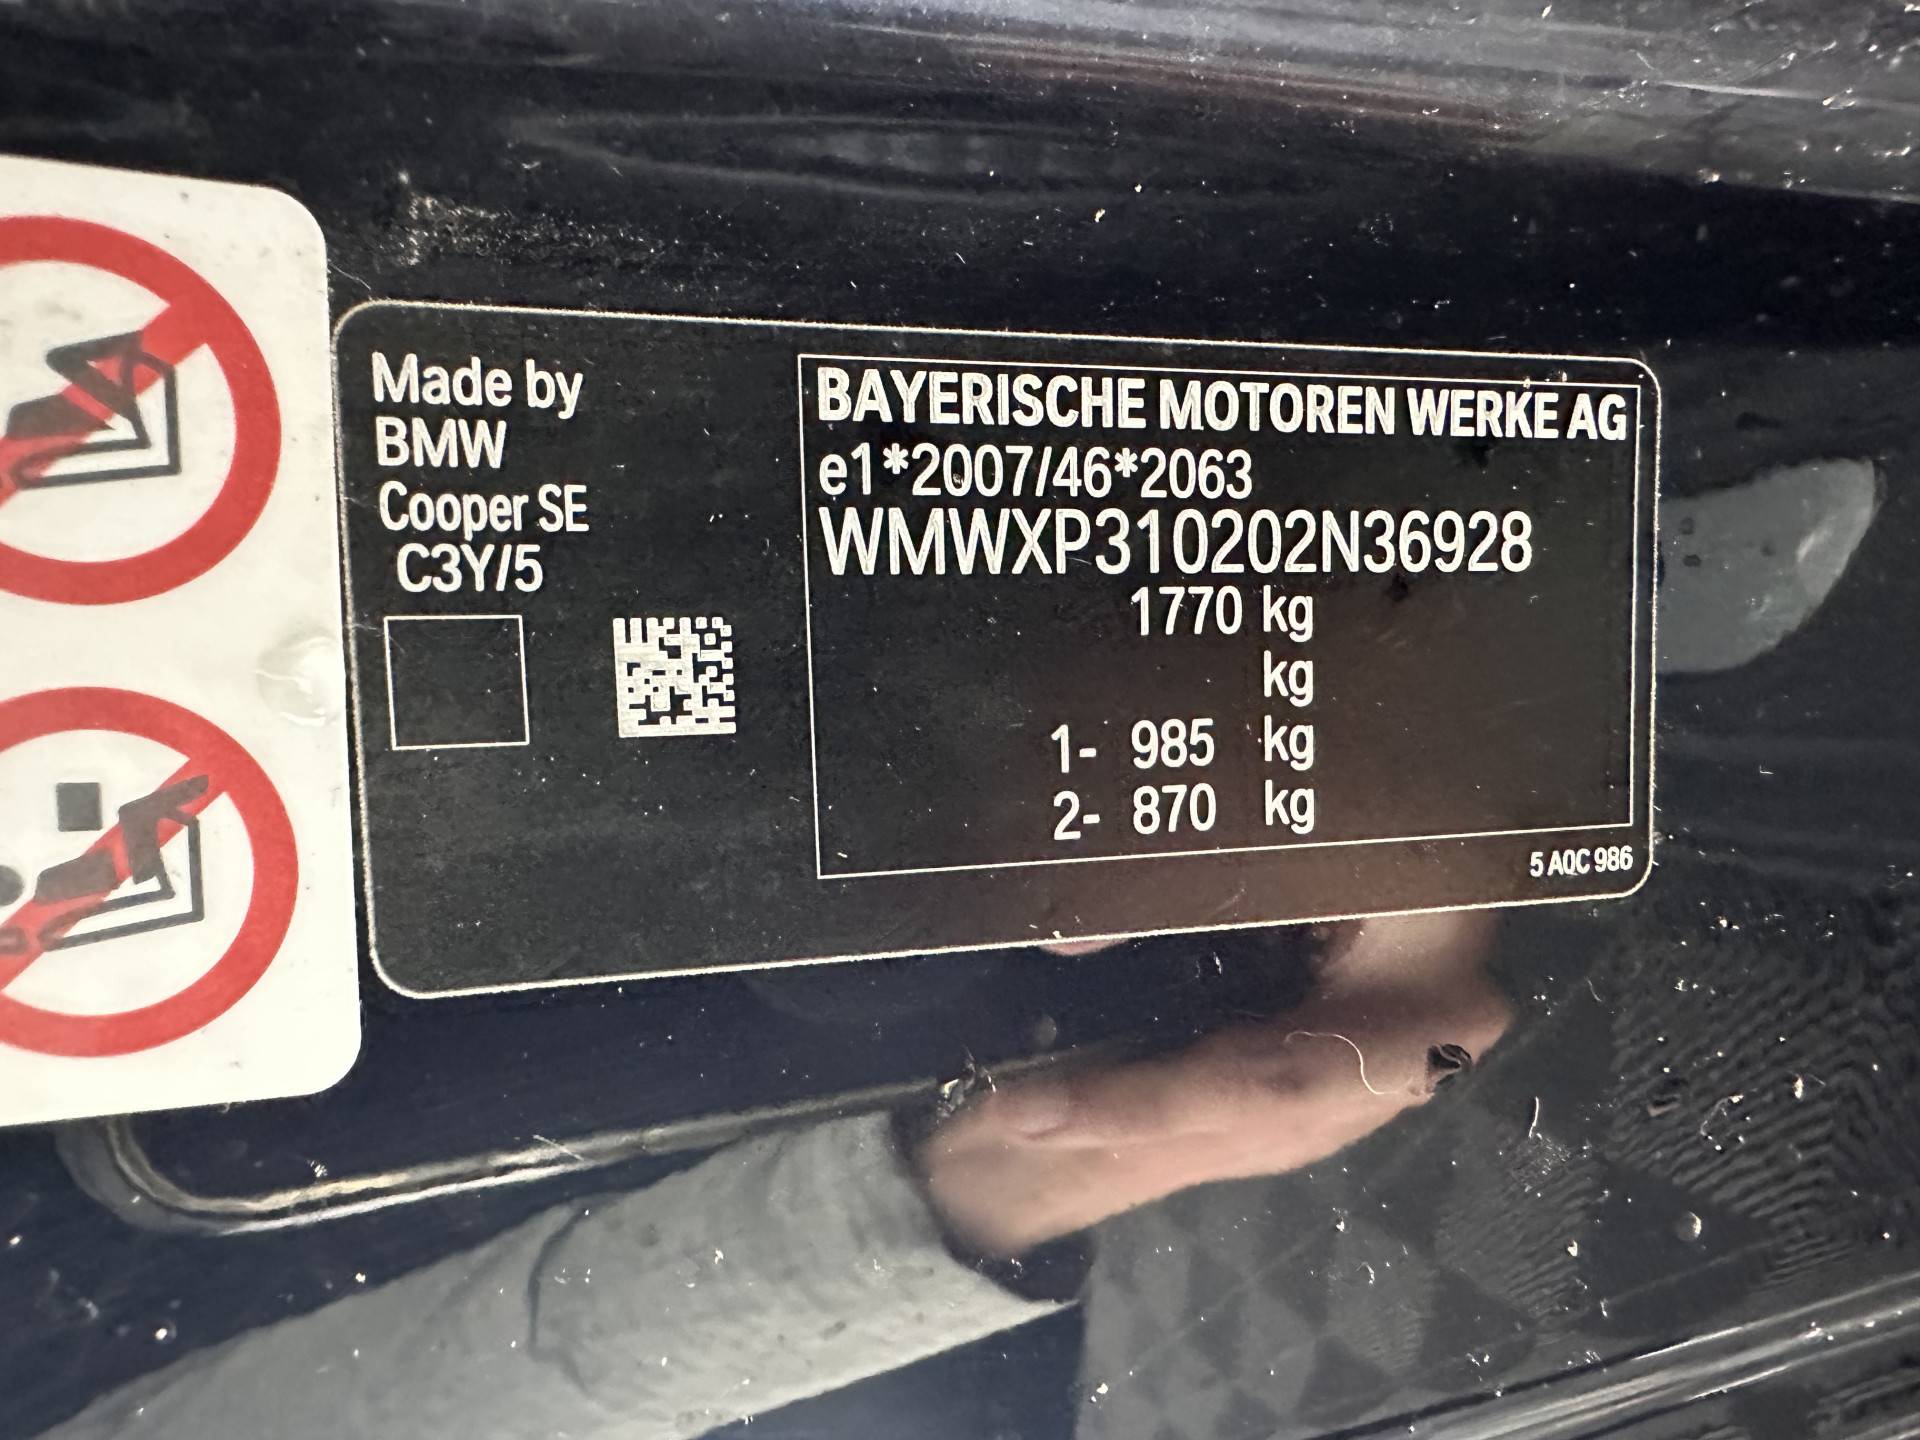 Made by
BMW
Cooper SE
C3Y/5
BAYERISCHE MOTOREN WERKE AG
e1*2007/46*2063
WMWXP310202N36928
1770 kg
kg
1- 985 kg
2- 870 kg
5 AQC 986